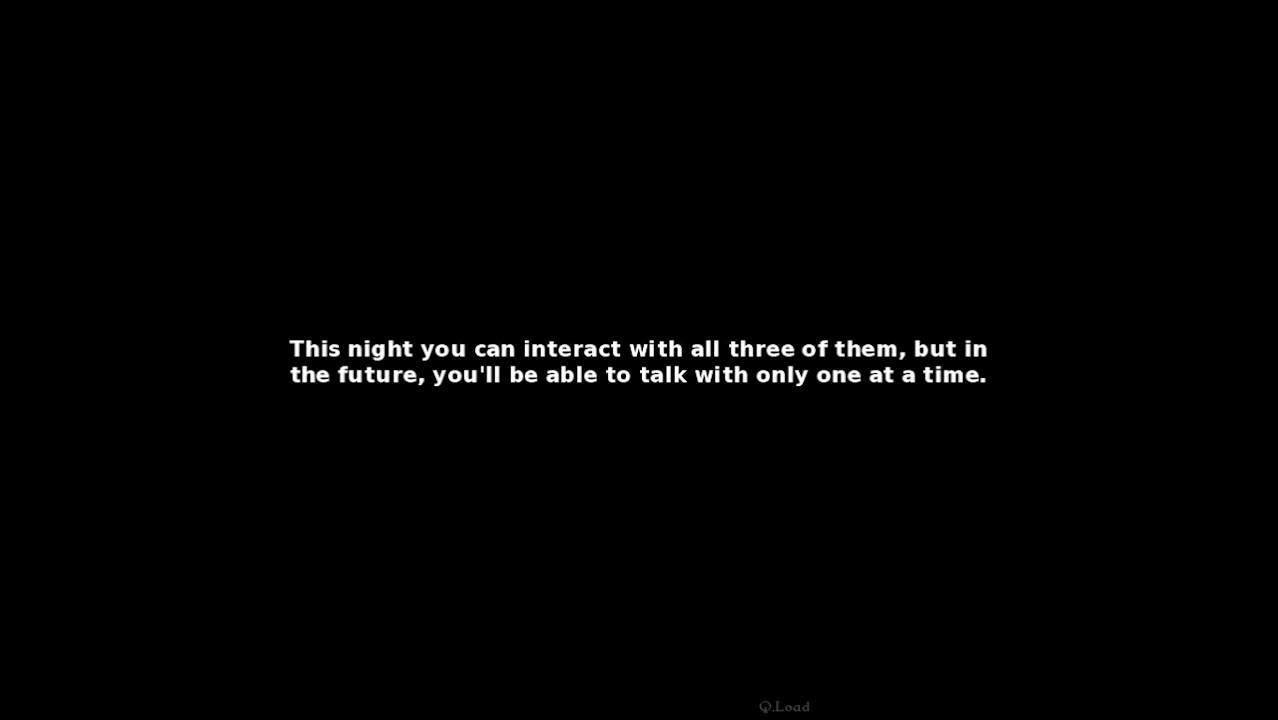 This night you can interact with all three of them, but in
the future, you'll be able to talk with only one at a time.
Q.Load